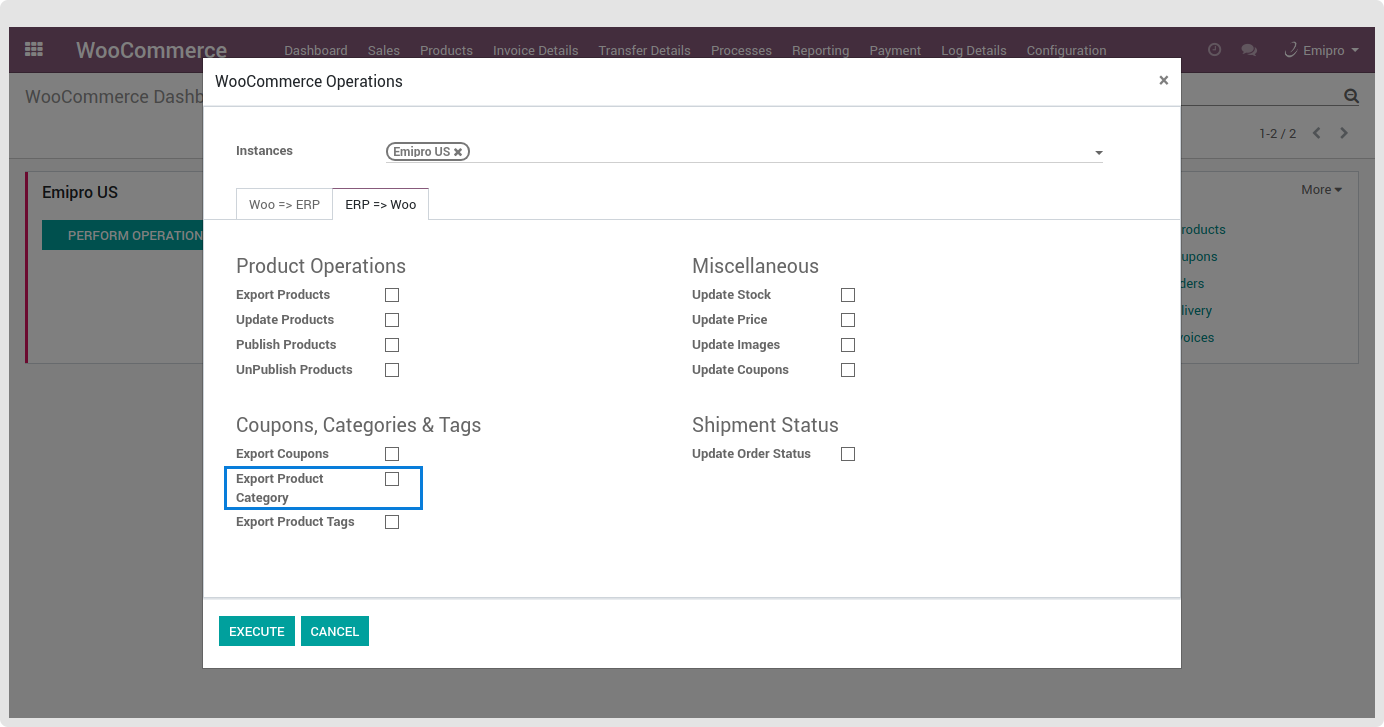 WooCommerce
Dashboard Sales Products Invoice Details Transfer Details Processes Reporting Payment Log Details Configuration
Emipro
WooCommerce Operations
×
WooCommerce Dashb
1-2 / 2
Instances
Emipro US ×
Emipro US
More
Woo => ERP
ERP => Woo
PERFORM OPERATION
roducts
upons
ders
livery
voices
Product Operations
Export Products
Update Products
Publish Products
UnPublish Products
Miscellaneous
Update Stock
Update Price
Update Images
Update Coupons
Coupons, Categories & Tags
Export Coupons
Export Product
Category
Export Product Tags
Shipment Status
Update Order Status
EXECUTE
CANCEL